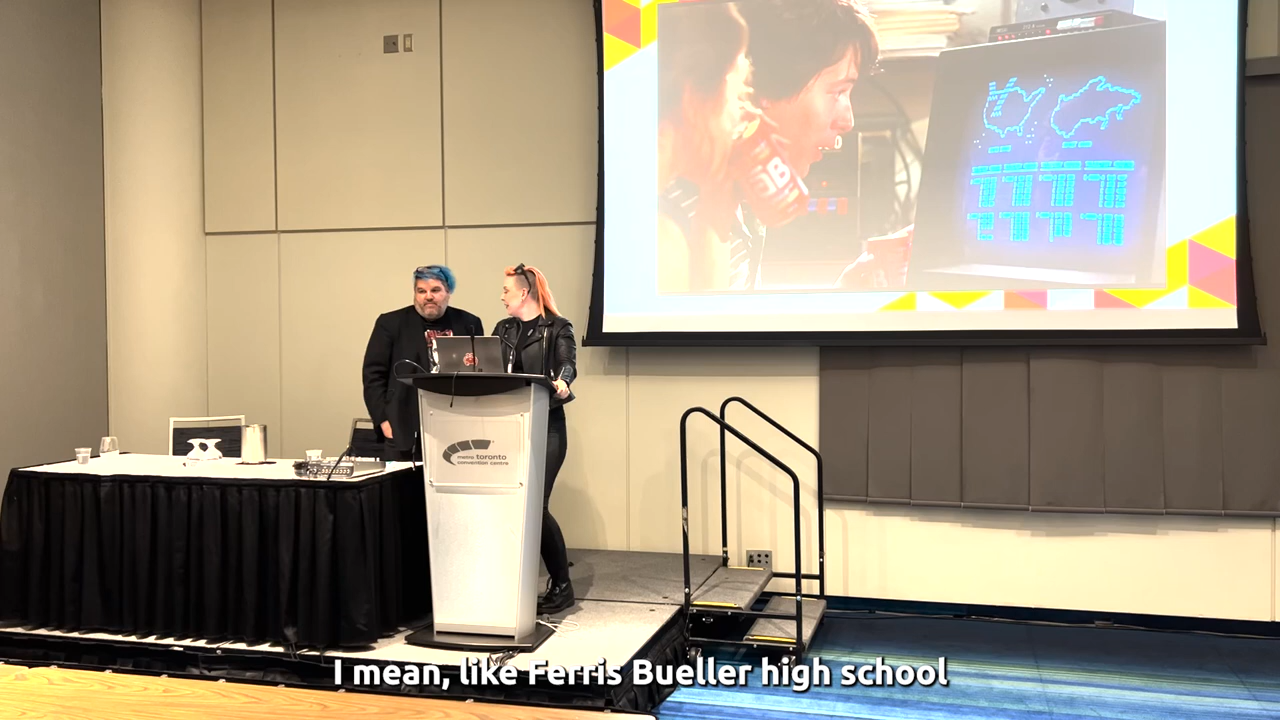 metro toronto
convention centre
I mean, like Ferris Bueller high school